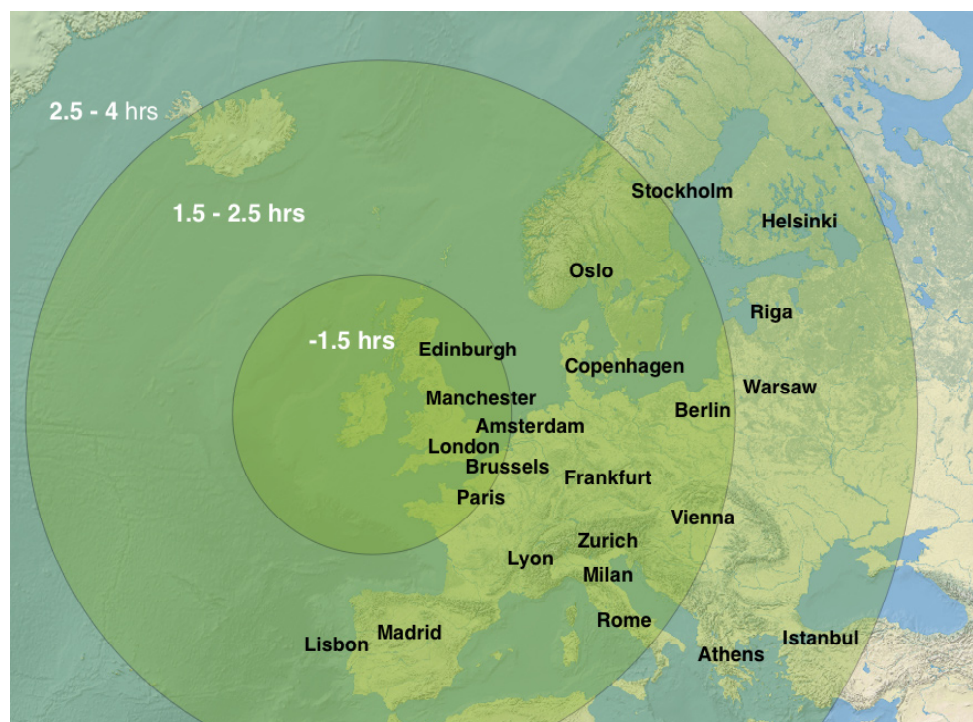 2.5 - 4 hrs
1.5 - 2.5 hrs
Stockholm
Helsinki
Oslo
Riga
-1.5 hrs
Edinburgh
Copenhagen
Warsaw
Manchester
Berlin
Amsterdam
London
Brussels
Frankfurt
Paris
Vienna
Zurich
Lyon
Milan
Rome
Madrid
Istanbul
Lisbon
Athens